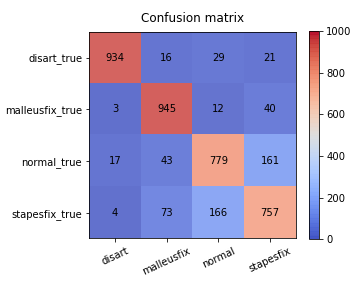 Confusion matrix
disart_true 934 16 29 21
malleusfix_true 3 945 12 40
normal_true 17 43 779 161
stapesfix_true 4 73 166 757
disart malleusfix normal stapesfix
1000
800
600
400
200
0